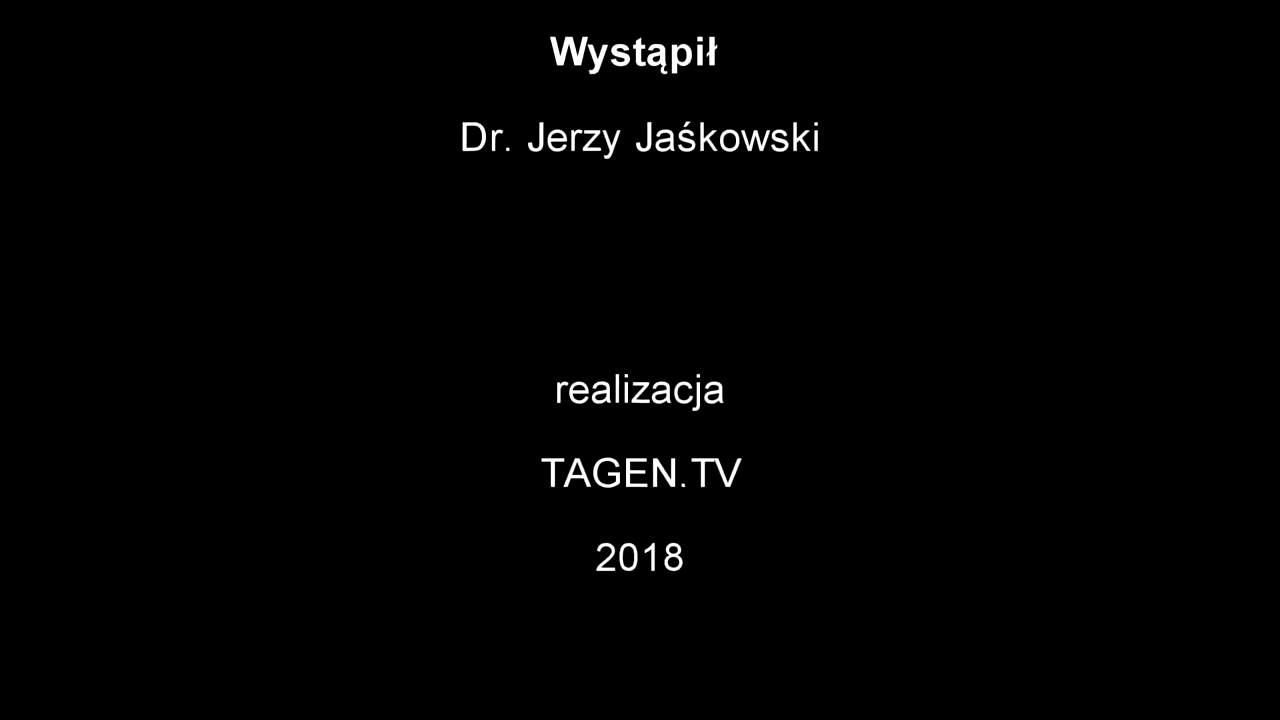 Wystąpił
Dr. Jerzy Jaśkowski
realizacja
TAGEN.TV
2018